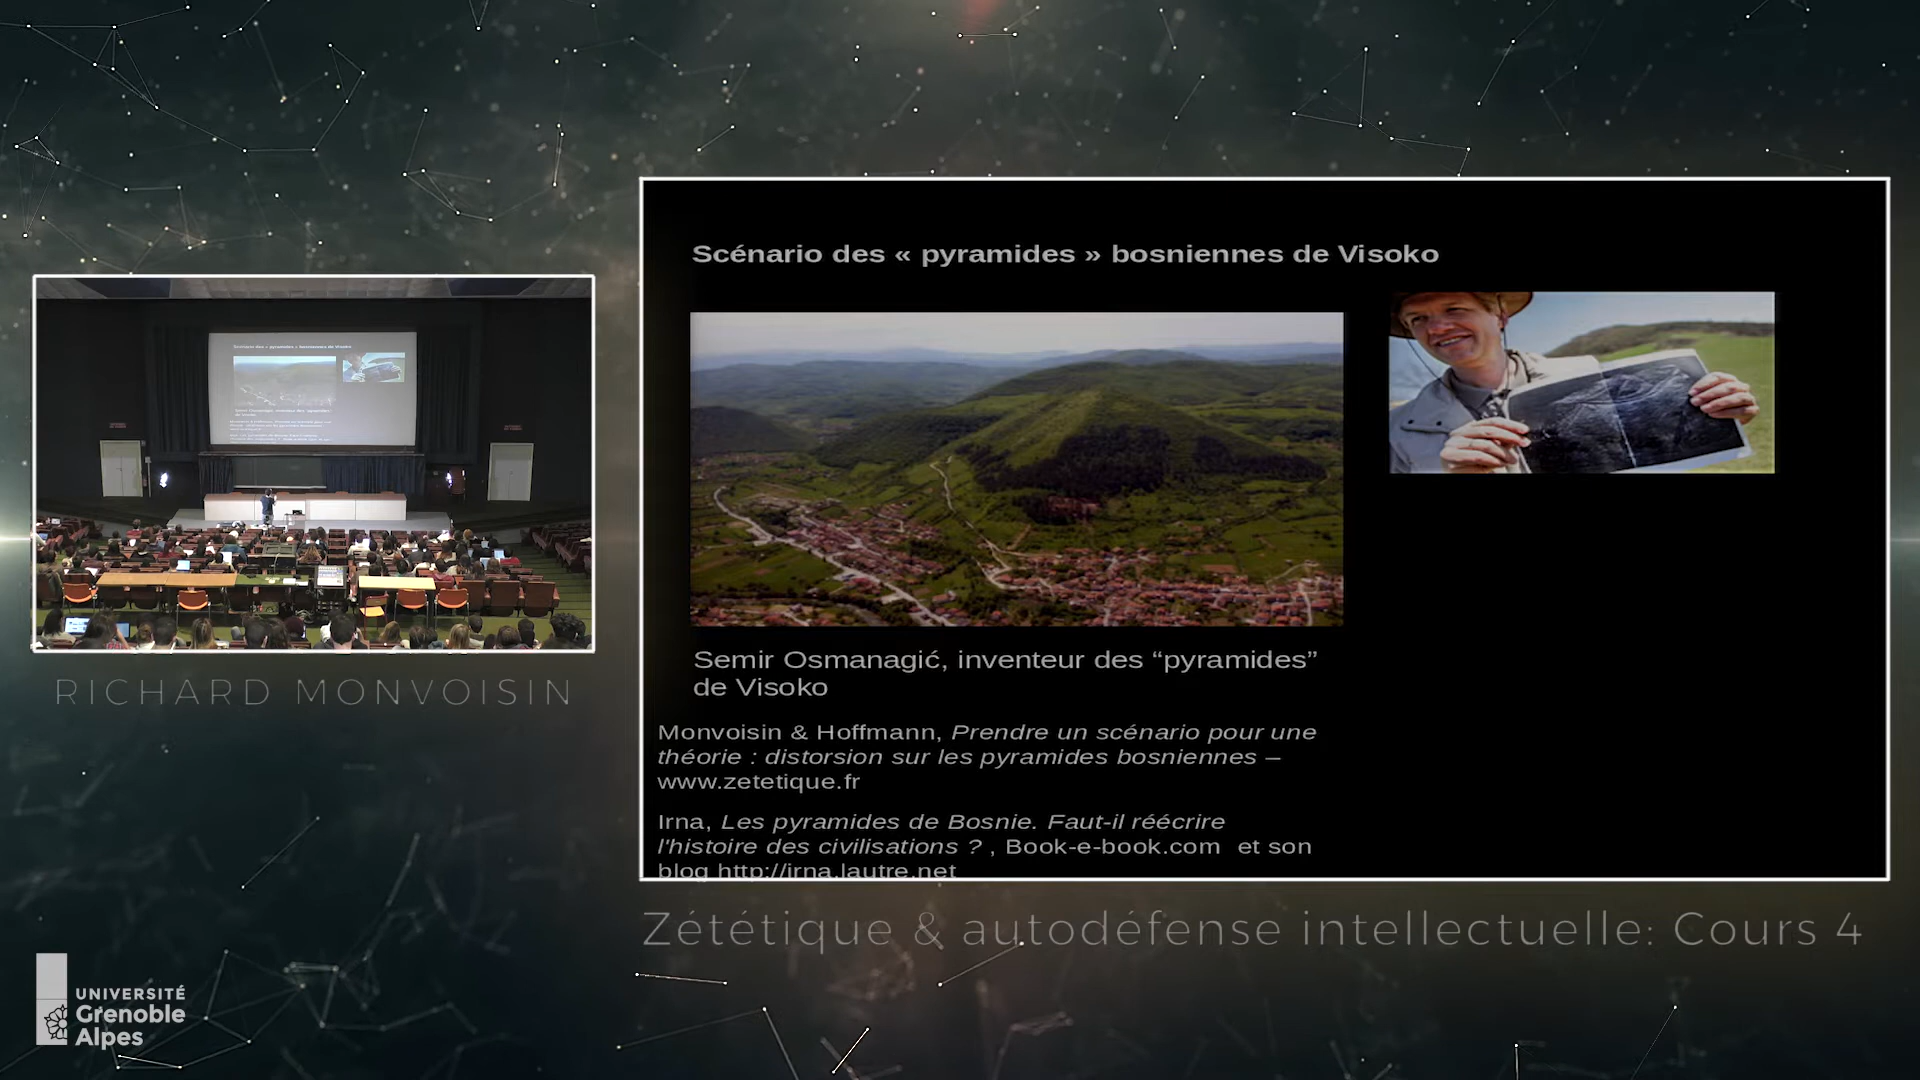 Scénario des « pyramides » bosniennes de Visoko
Semir Osmanagić, inventeur des “pyramides”
de Visoko
Monvoisin & Hoffmann, Prendre un scénario pour une
théorie : distorsion sur les pyramides bosniennes –
www.zetetique.fr
Irna, Les pyramides de Bosnie. Faut-il réécrire
l'histoire des civilisations ? , Book-e-book.com et son
blog http://irna.lautre.net
RICHARD MONVOISIN
Zététique & autodéfense intellectuelle: Cours 4
UNIVERSITÉ
Grenoble
Alpes